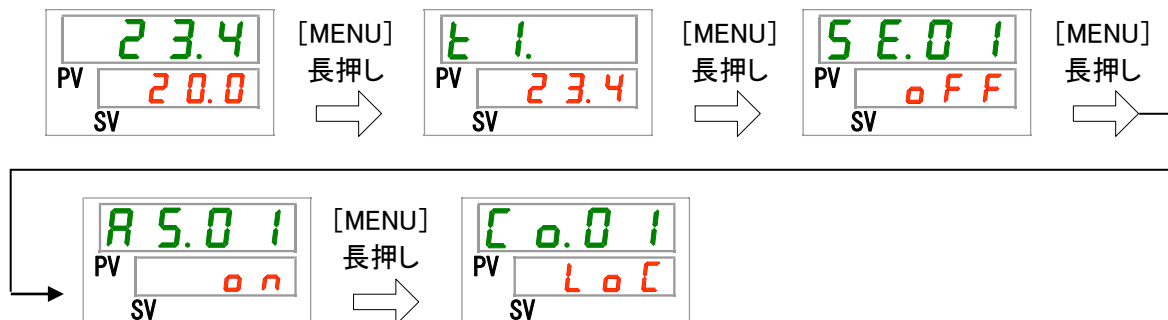 23.4
PV
20.0
SV
[MENU]
長押し
t 1.
PV
23.4
SV
[MENU]
長押し
SE.01
PV
oFF
SV
[MENU]
長押し
AS.01
PV
on
SV
[MENU]
長押し
Co.01
PV
LoC
SV